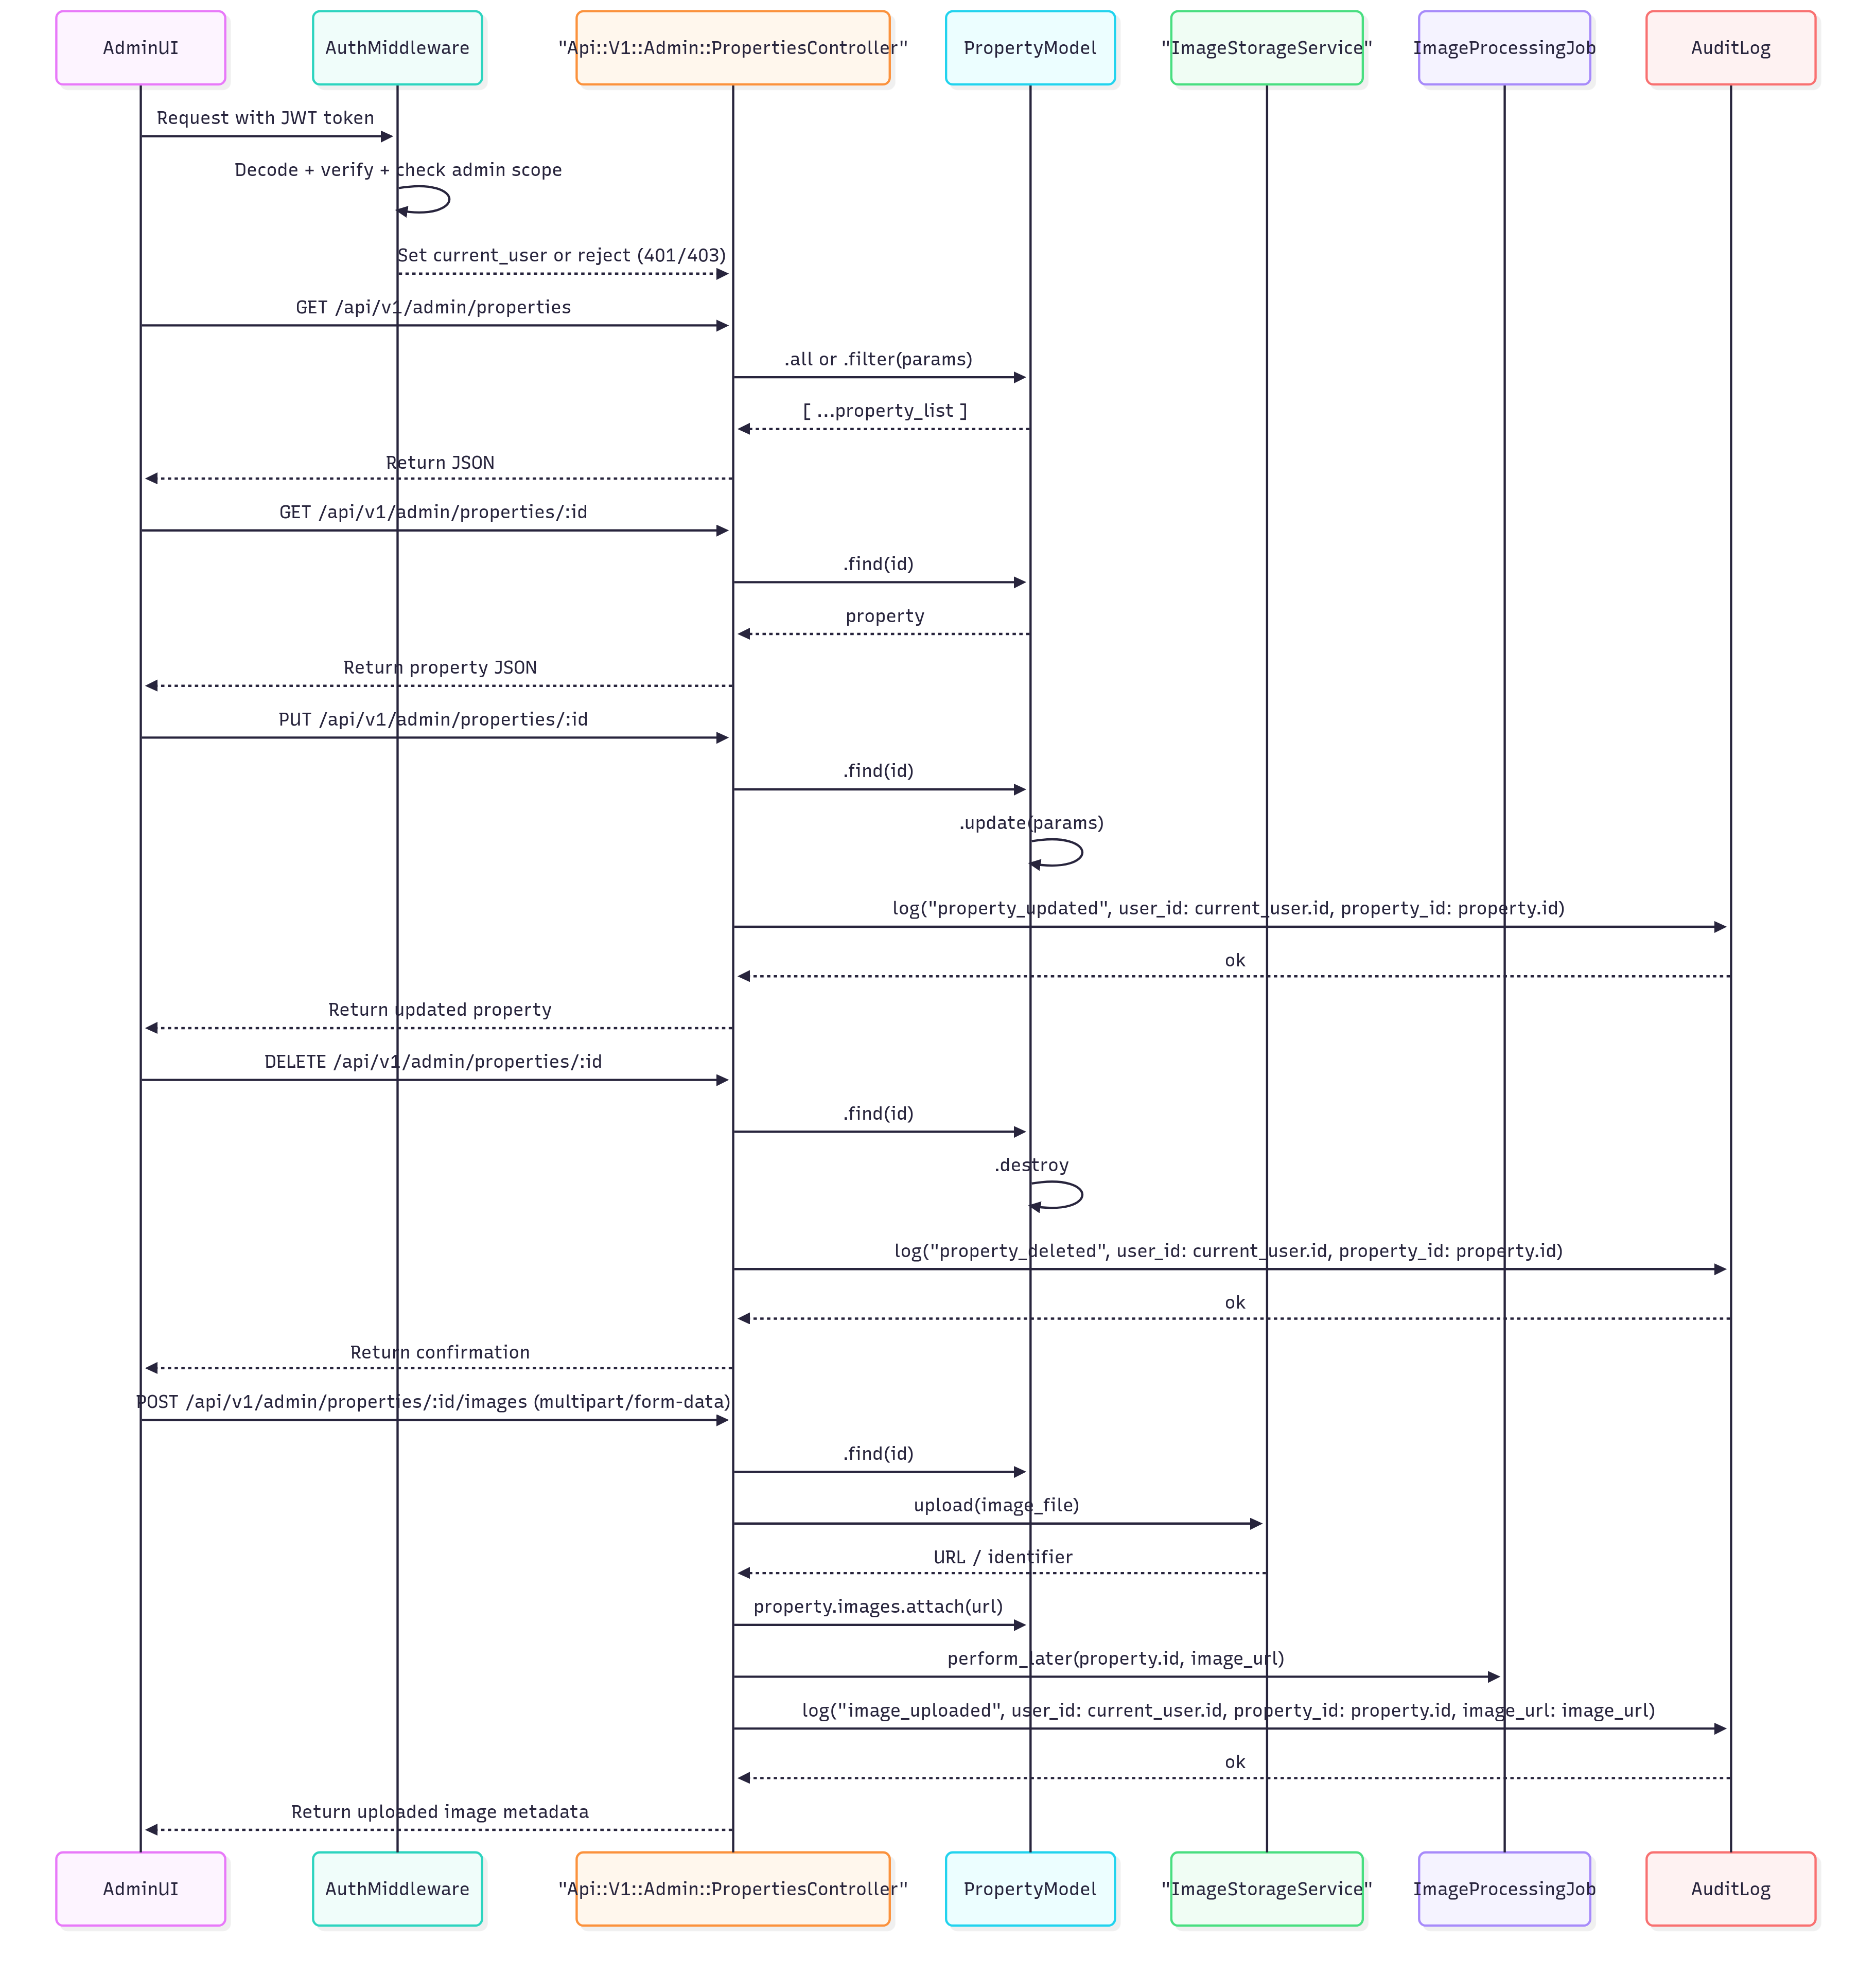 AdminUI
AuthMiddleware
"Api::V1::Admin::PropertiesController"
PropertyModel
"ImageStorageService"
ImageProcessingJob
AuditLog
Request with JWT token
Decode + verify + check admin scope
Set current_user or reject (401/403)
GET /api/v1/admin/properties
.all or .filter(params)
[ ...property_list ]
Return JSON
GET /api/v1/admin/properties/:id
.find(id)
property
Return property JSON
PUT /api/v1/admin/properties/:id
.find(id)
.update(params)
log("property_updated", user_id: current_user.id, property_id: property.id)
ok
Return updated property
DELETE /api/v1/admin/properties/:id
.find(id)
.destroy
log("property_deleted", user_id: current_user.id, property_id: property.id)
ok
Return confirmation
POST /api/v1/admin/properties/:id/images (multipart/form-data)
.find(id)
upload(image_file)
URL / identifier
property.images.attach(url)
perform_later(property.id, image_url)
log("image_uploaded", user_id: current_user.id, property_id: property.id, image_url: image_url)
ok
Return uploaded image metadata
AdminUI
AuthMiddleware
"Api::V1::Admin::PropertiesController"
PropertyModel
"ImageStorageService"
ImageProcessingJob
AuditLog